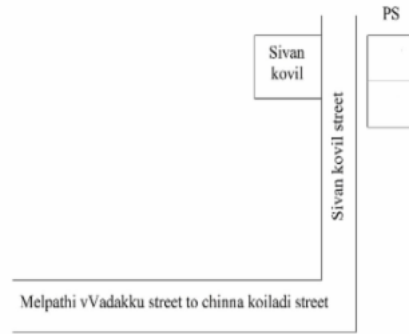 PS
Sivan
kovil
Sivan kovil street
Melpathi vVadakku street to chinna koiladi street